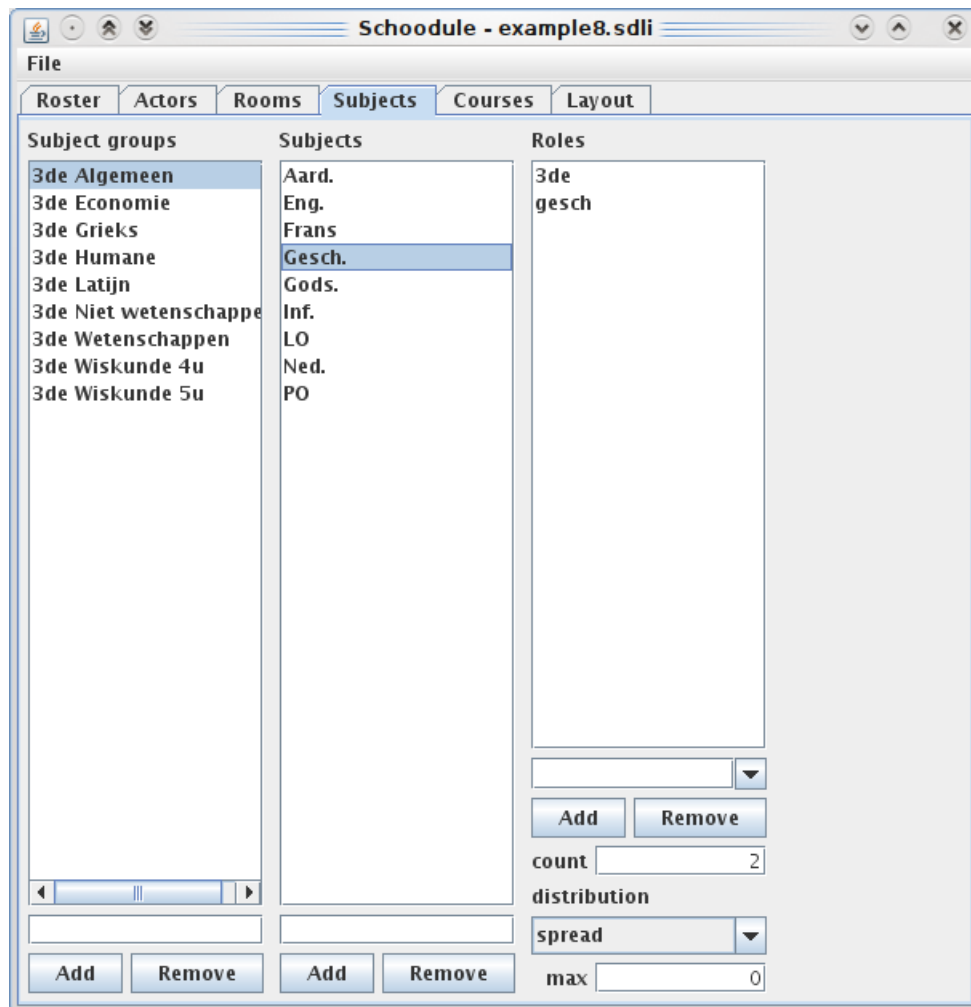 Schoodule - example8.sdli
File
Roster Actors Rooms Subjects Courses Layout
Subject groups Subjects Roles
3de Algemeen
3de Economie
3de Grieks
3de Humane
3de Latijn
3de Niet wetenschappe
3de Wetenschappen
3de Wiskunde 4u
3de Wiskunde 5u
Aard.
Eng.
Frans
Gesch.
Gods.
Inf.
LO
Ned.
PO
3de
gesch
Add Remove
count 2
distribution
spread
max 0
Add Remove
Add Remove